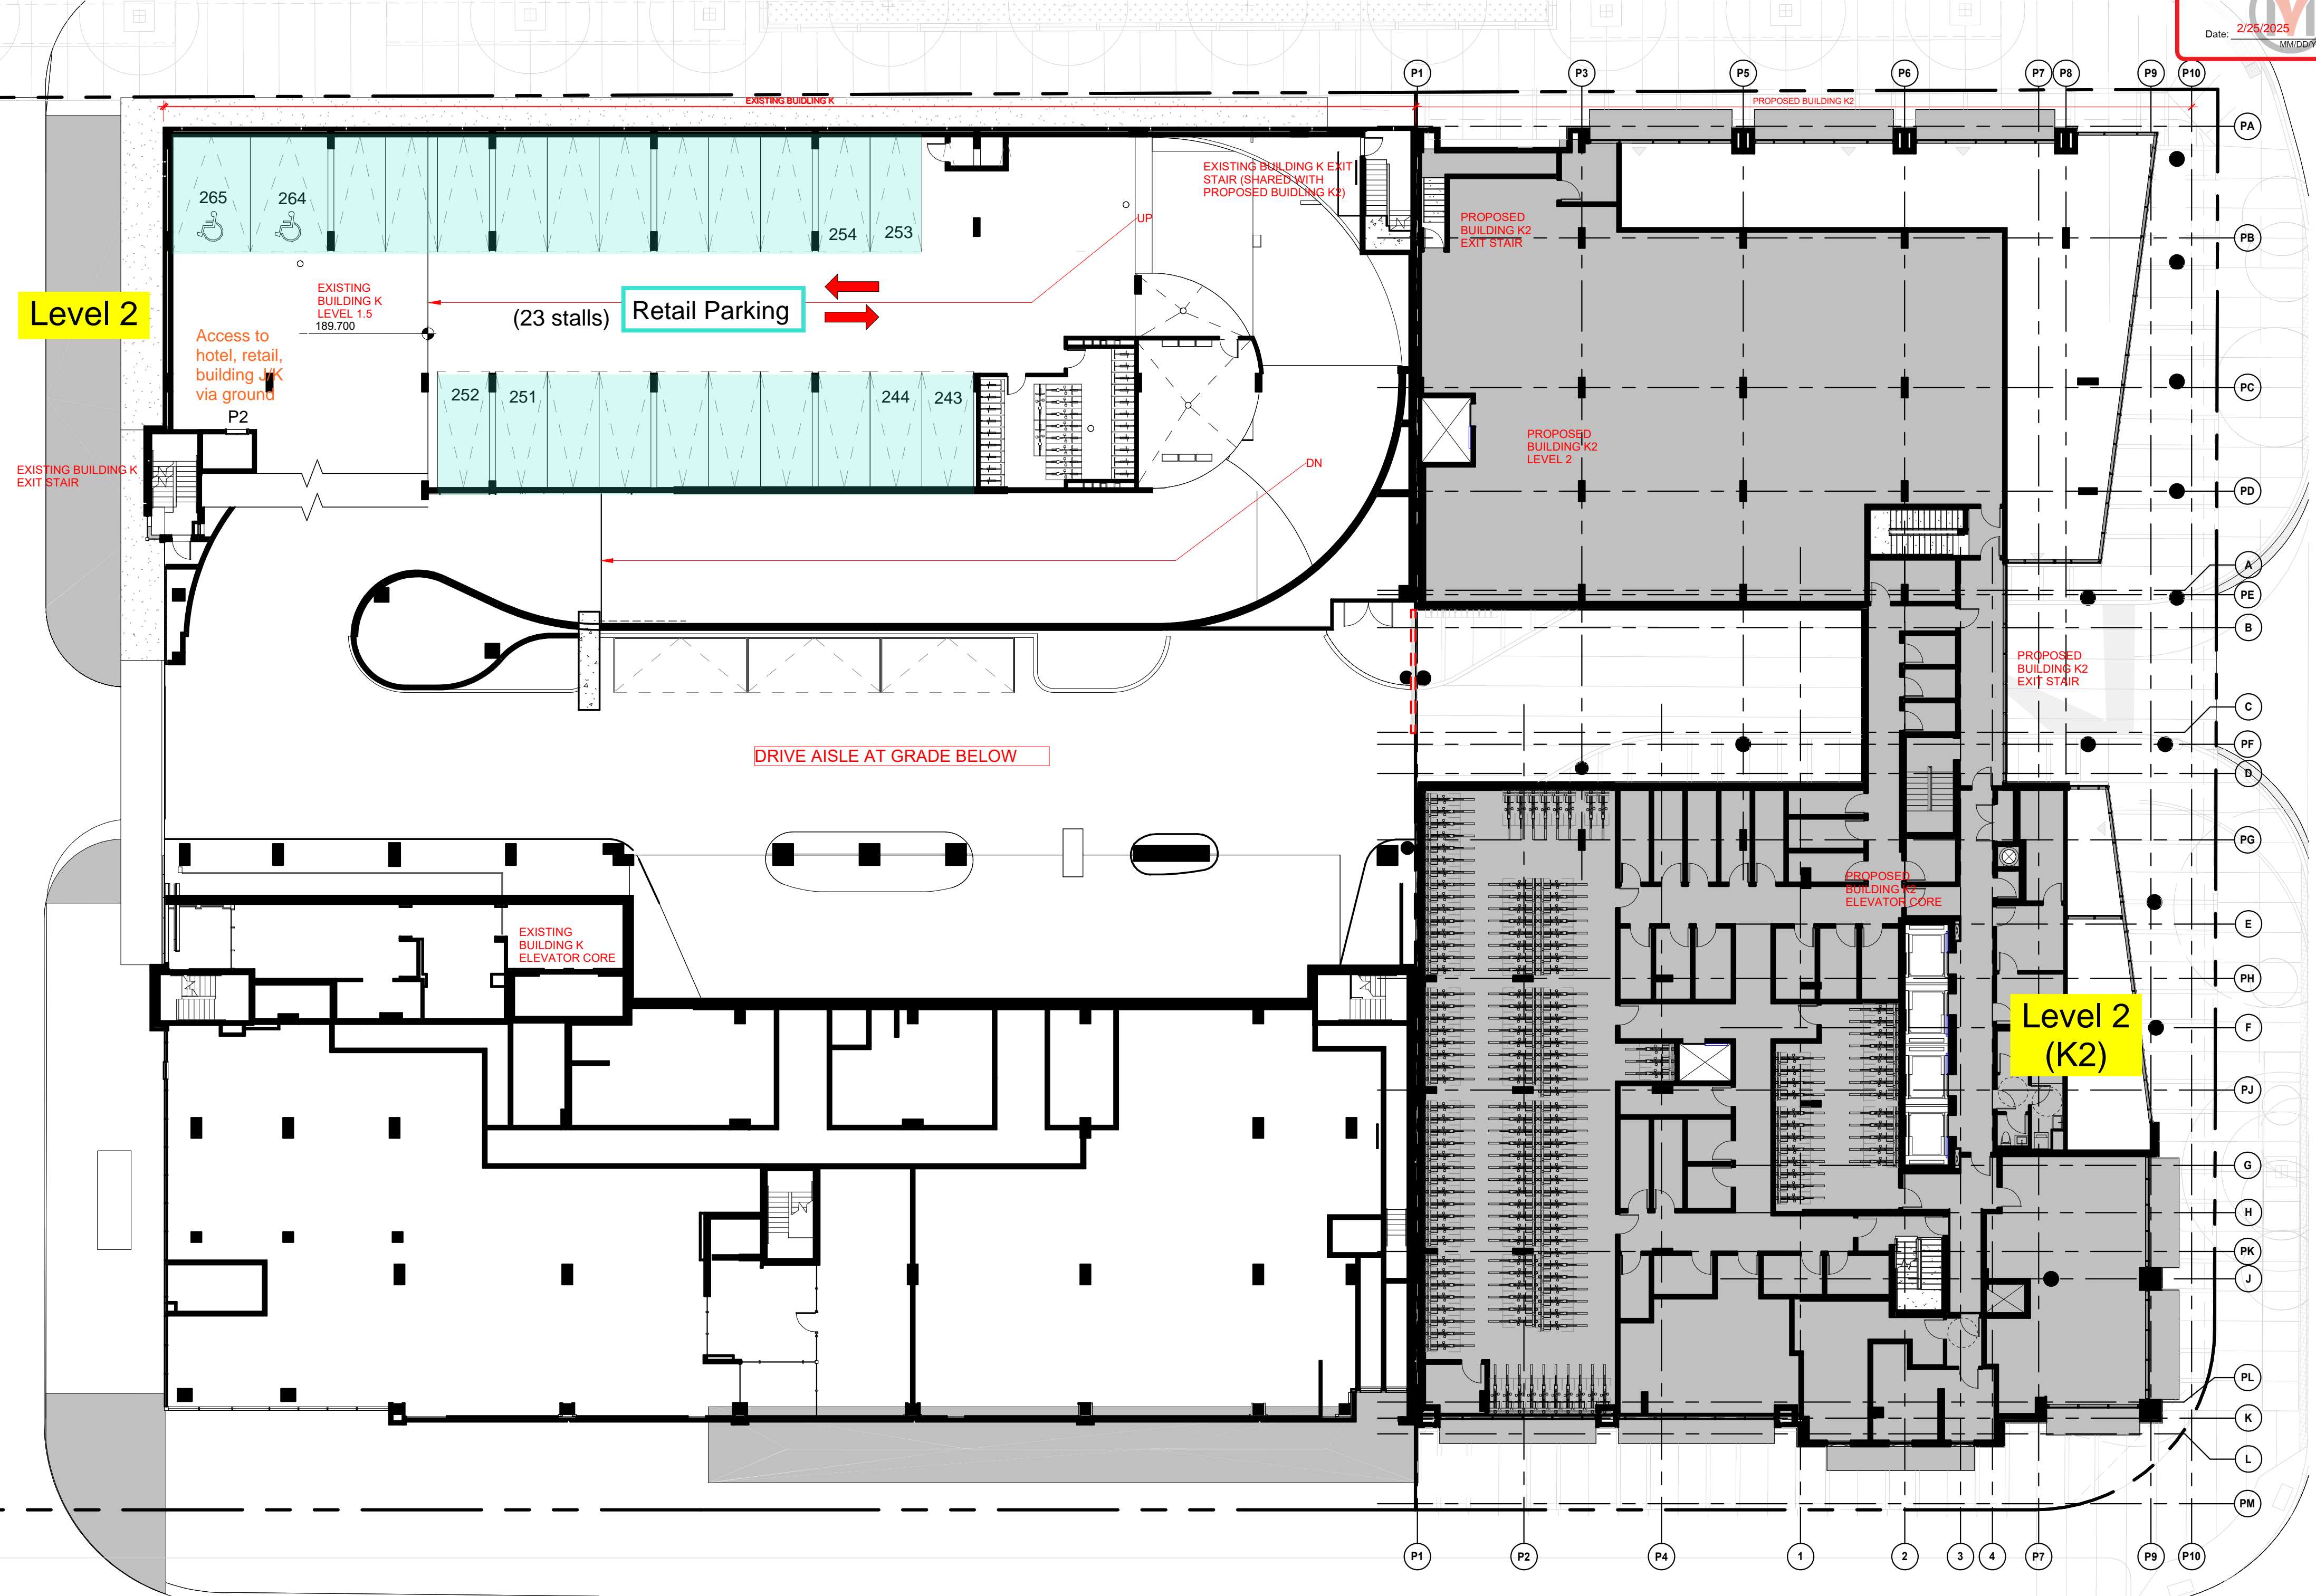 Date: 2/25/2025
MM/DD/Y
P1
P3
P5
P6
P7
P8
P9
P10
EXISTING BUIDLING K
PROPOSED BUILDING K2
PA
EXISTING BUILDING K EXIT
STAIR (SHARED WITH
PROPOSED BUIDLING K2)
265
264
254
253
UP
PROPOSED
BUILDING K2
EXIT STAIR
PB
Level 2
EXISTING
BUILDING K
LEVEL 1.5
189.700
(23 stalls)
Retail Parking
Access to
hotel, retail,
building J/K
via ground
P2
252
251
244
243
PC
PROPOSED
BUILDING K2
LEVEL 2
EXISTING BUILDING K
EXIT STAIR
DN
PD
A
PE
B
PROPOSED
BUILDING K2
EXIT STAIR
C
PF
DRIVE AISLE AT GRADE BELOW
D
PG
PROPOSED
BUILDING K2
ELEVATOR CORE
E
EXISTING
BUILDING K
ELEVATOR CORE
PH
Level 2
(K2)
F
PJ
G
H
PK
J
PL
K
L
PM
P1
P2
P4
1
2
3
4
P7
P9
P10